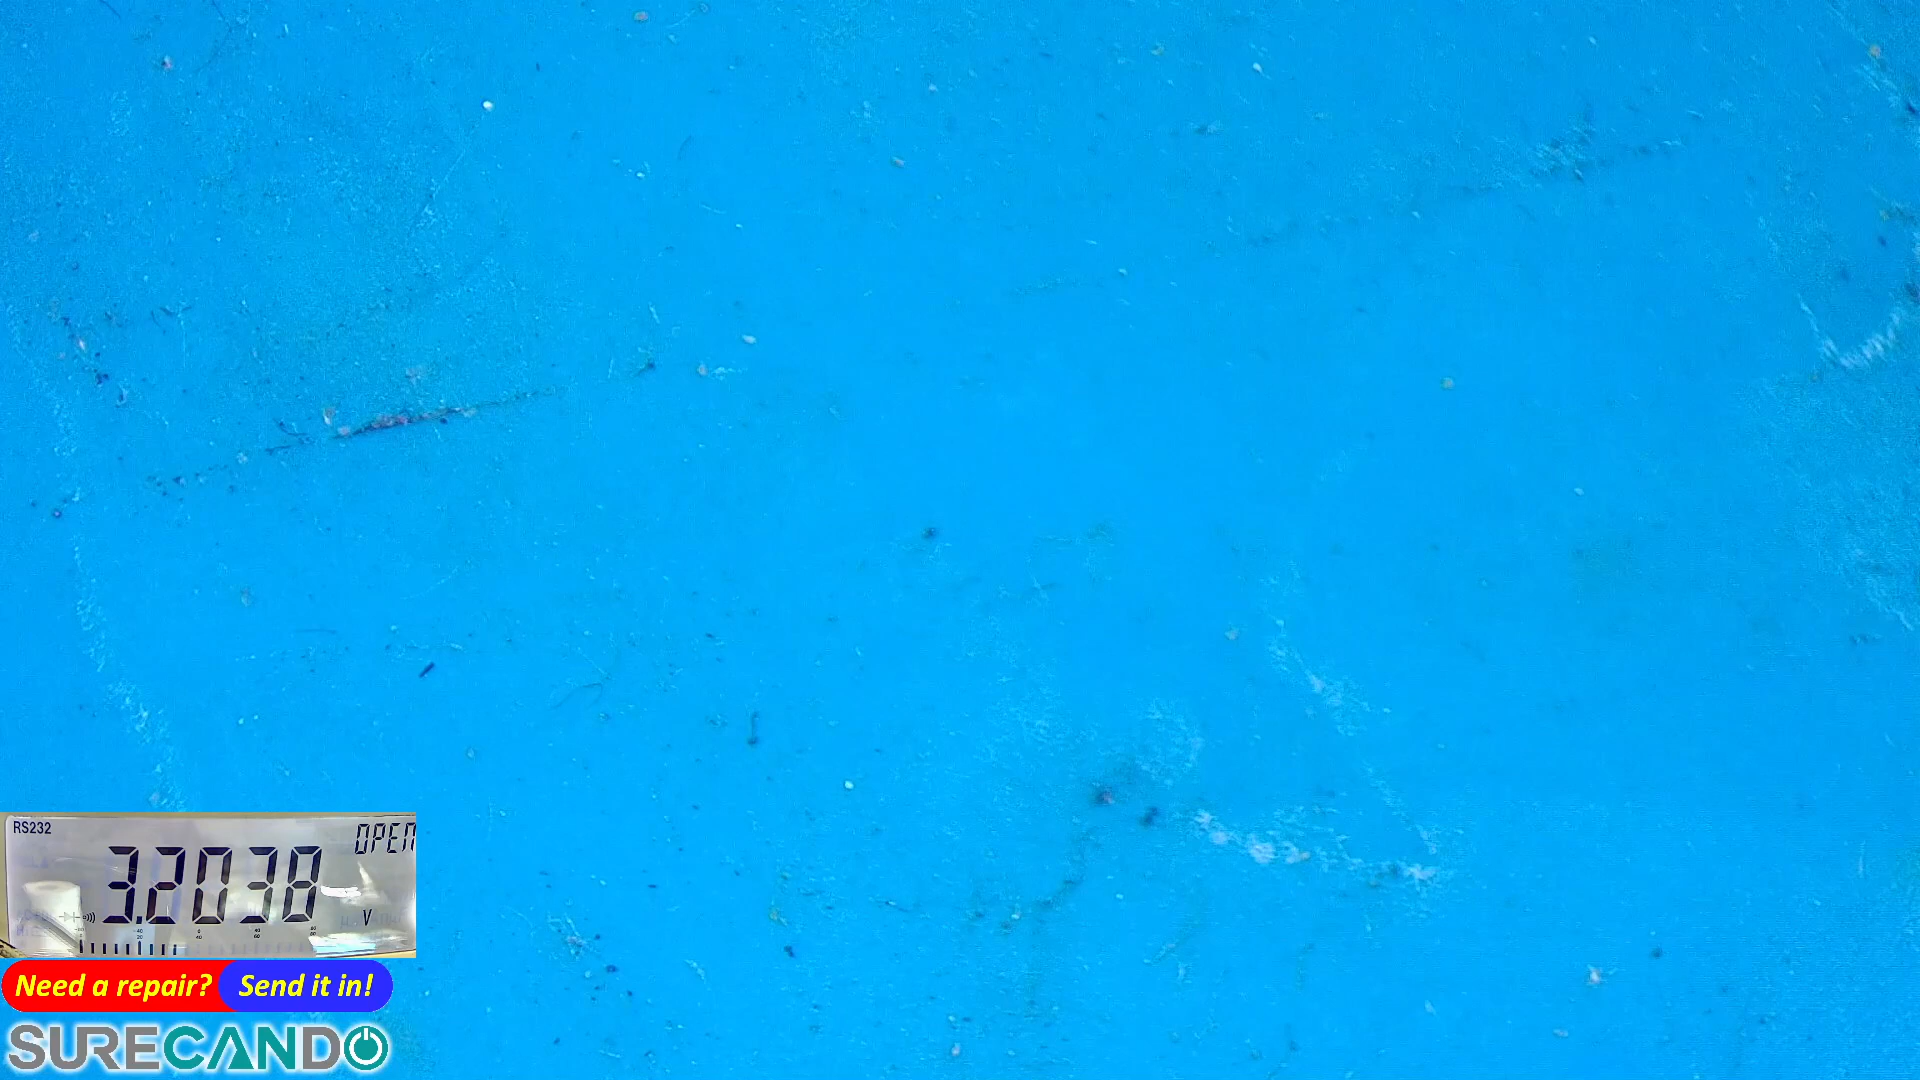 RS232
OPEN
3.2038
V
Need a repair? Send it in!
SURECANDO